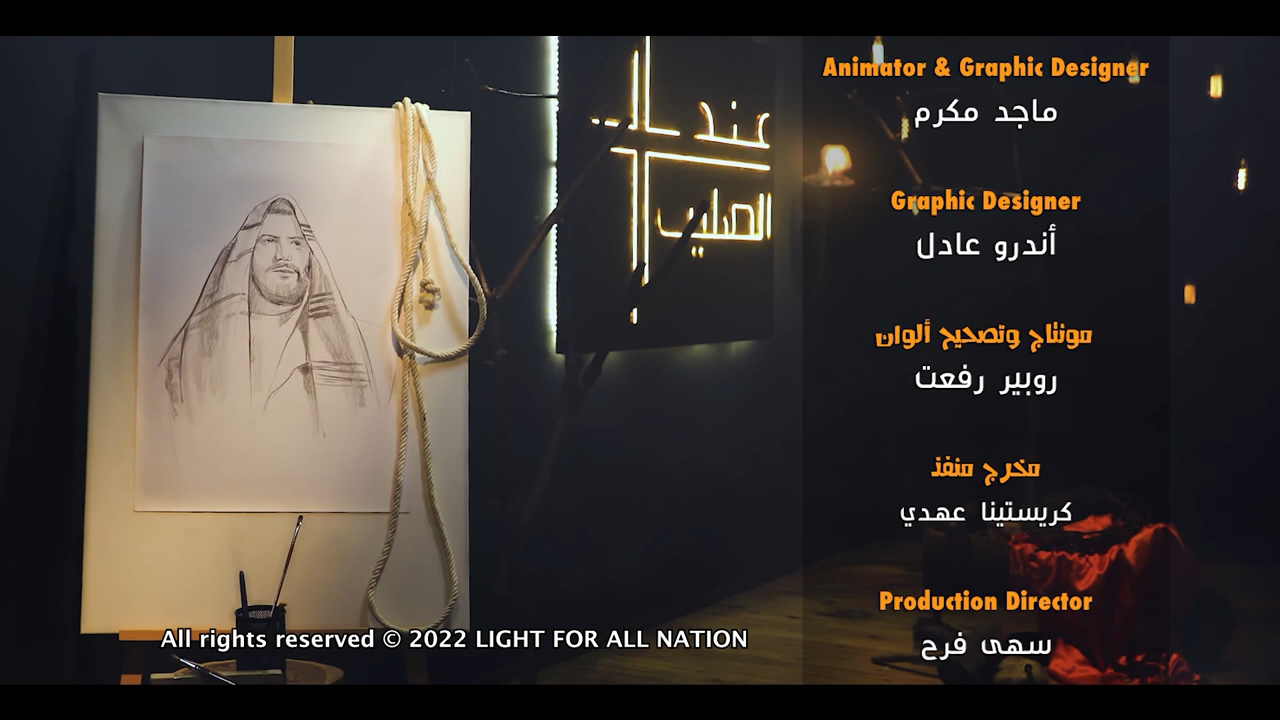 عند
الصليب
Animator & Graphic Designer
ماجد مكرم
Graphic Designer
أندرو عادل
مونتاج وتصحيح ألوان
روبير رفعت
مخرج منفذ
كريستينا عهدي
Production Director
سهى فرح
All rights reserved © 2022 LIGHT FOR ALL NATION